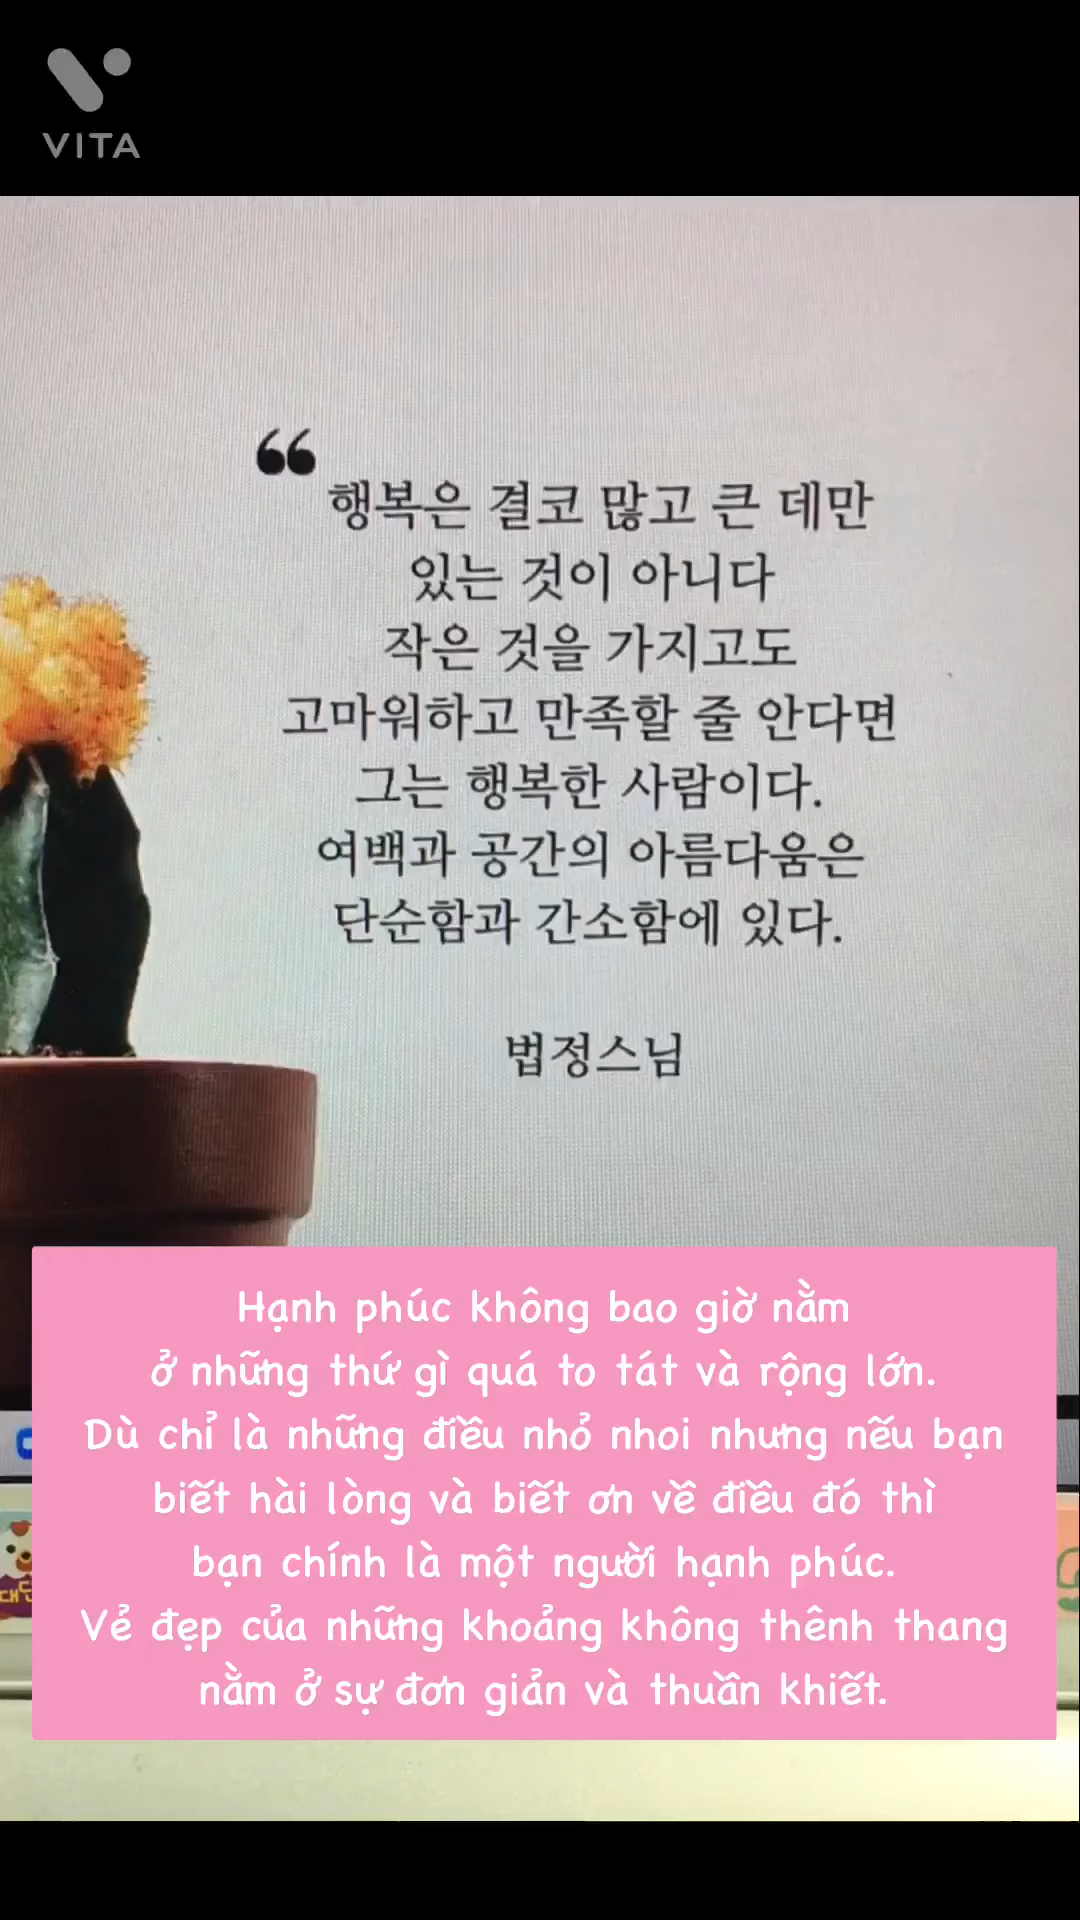 VITA
“
행복은 결코 많고 큰 데만
있는 것이 아니다
작은 것을 가지고도
고마워하고 만족할 줄 안다면
그는 행복한 사람이다.
여백과 공간의 아름다움은
단순함과 간소함에 있다.
법정스님
Hạnh phúc không bao giờ nằm
ở những thứ gì quá to tát và rộng lớn.
Dù chỉ là những điều nhỏ nhoi nhưng nếu bạn
biết hài lòng và biết ơn về điều đó thì
bạn chính là một người hạnh phúc.
Vẻ đẹp của những khoảng không thênh thang
nằm ở sự đơn giản và thuần khiết.